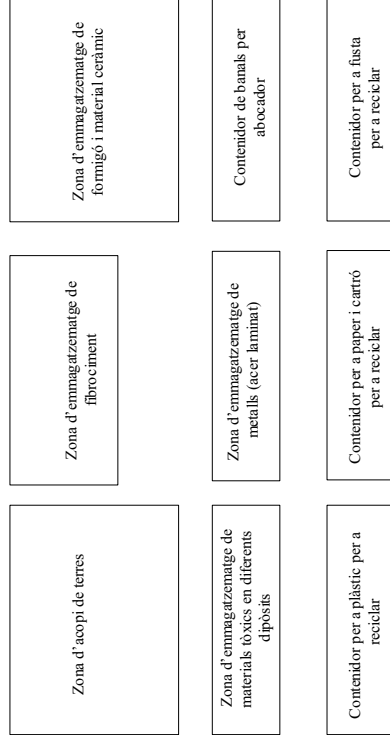 Zona d'acopi de terres
Zona d'emmagatzematge de
fibrociment
Zona d'emmagatzematge de
formigó i material ceràmic
Zona d'emmagatzematge de
materials tòxics en diferents
dipòsits
Zona d'emmagatzematge de
metalls (acer laminat)
Contenidor de banals per
abocador
Contenidor per a plàstic per a
reciclar
Contenidor per a paper i cartró
per a reciclar
Contenidor per a fusta
per a reciclar